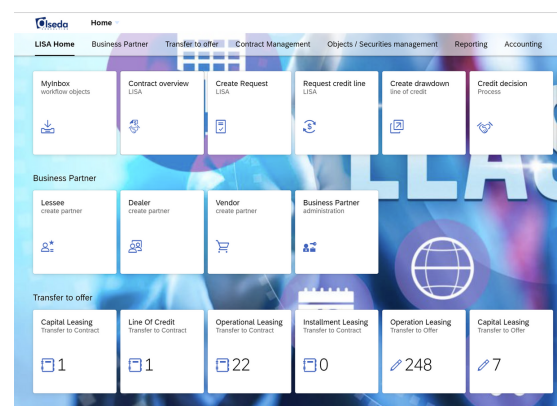 elseda
Home
LISA Home Business Partner Transfer to offer Contract Management Objects / Securities management Reporting Accounting
MyInbox
workflow objects
Contract overview
LISA
Create Request
LISA
Request credit line
LISA
Create drawdown
line of credit
Credit decision
Process
Business Partner
Lessee
create partner
Dealer
create partner
Vendor
create partner
Business Partner
administration
Transfer to offer
Capital Leasing
Transfer to Contract
1
Line Of Credit
Transfer to Contract
1
Operational Leasing
Transfer to Contract
22
Installment Leasing
Transfer to Contract
0
Operation Leasing
Transfer to Offer
248
Capital Leasing
Transfer to Offer
7